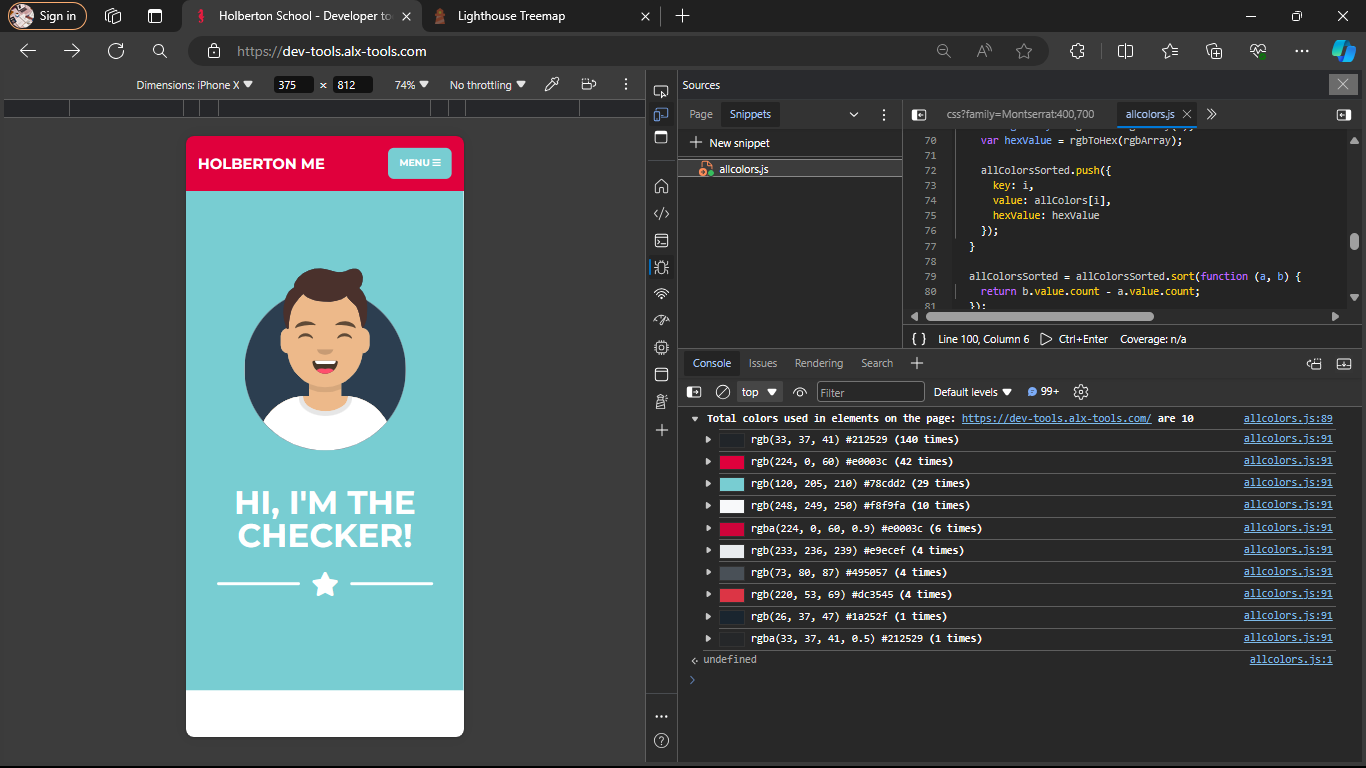 Sign in
Holberton School - Developer to
Lighthouse Treemap
https://dev-tools.alx-tools.com
Dimensions: iPhone X
375 × 812
74%
No throttling
HOLBERTON ME
MENU
HI, I'M THE
CHECKER!
Sources
Page
Snippets
New snippet
allcolors.js
css?family=Montserrat:400,700
allcolors.js
70 var hexValue = rgbToHex(rgbArray);
71
72 allColorsSorted.push({
73 key: i,
74 value: allColors[i],
75 hexValue: hexValue
76 });
77 }
78
79 allColorsSorted = allColorsSorted.sort(function (a, b) {
80 return b.value.count - a.value.count;
81 });
{ } Line 100, Column 6 Ctrl+Enter Coverage: n/a
Console Issues Rendering Search
top
Filter
Default levels
99+
Total colors used in elements on the page: https://dev-tools.alx-tools.com/ are 10 allcolors.js:89
rgb(33, 37, 41) #212529 (140 times) allcolors.js:91
rgb(224, 0, 60) #e0003c (42 times) allcolors.js:91
rgb(120, 205, 210) #78cdd2 (29 times) allcolors.js:91
rgb(248, 249, 250) #f8f9fa (10 times) allcolors.js:91
rgba(224, 0, 60, 0.9) #e0003c (6 times) allcolors.js:91
rgb(233, 236, 239) #e9ecef (4 times) allcolors.js:91
rgb(73, 80, 87) #495057 (4 times) allcolors.js:91
rgb(220, 53, 69) #dc3545 (4 times) allcolors.js:91
rgb(26, 37, 47) #1a252f (1 times) allcolors.js:91
rgba(33, 37, 41, 0.5) #212529 (1 times) allcolors.js:91
undefined allcolors.js:1